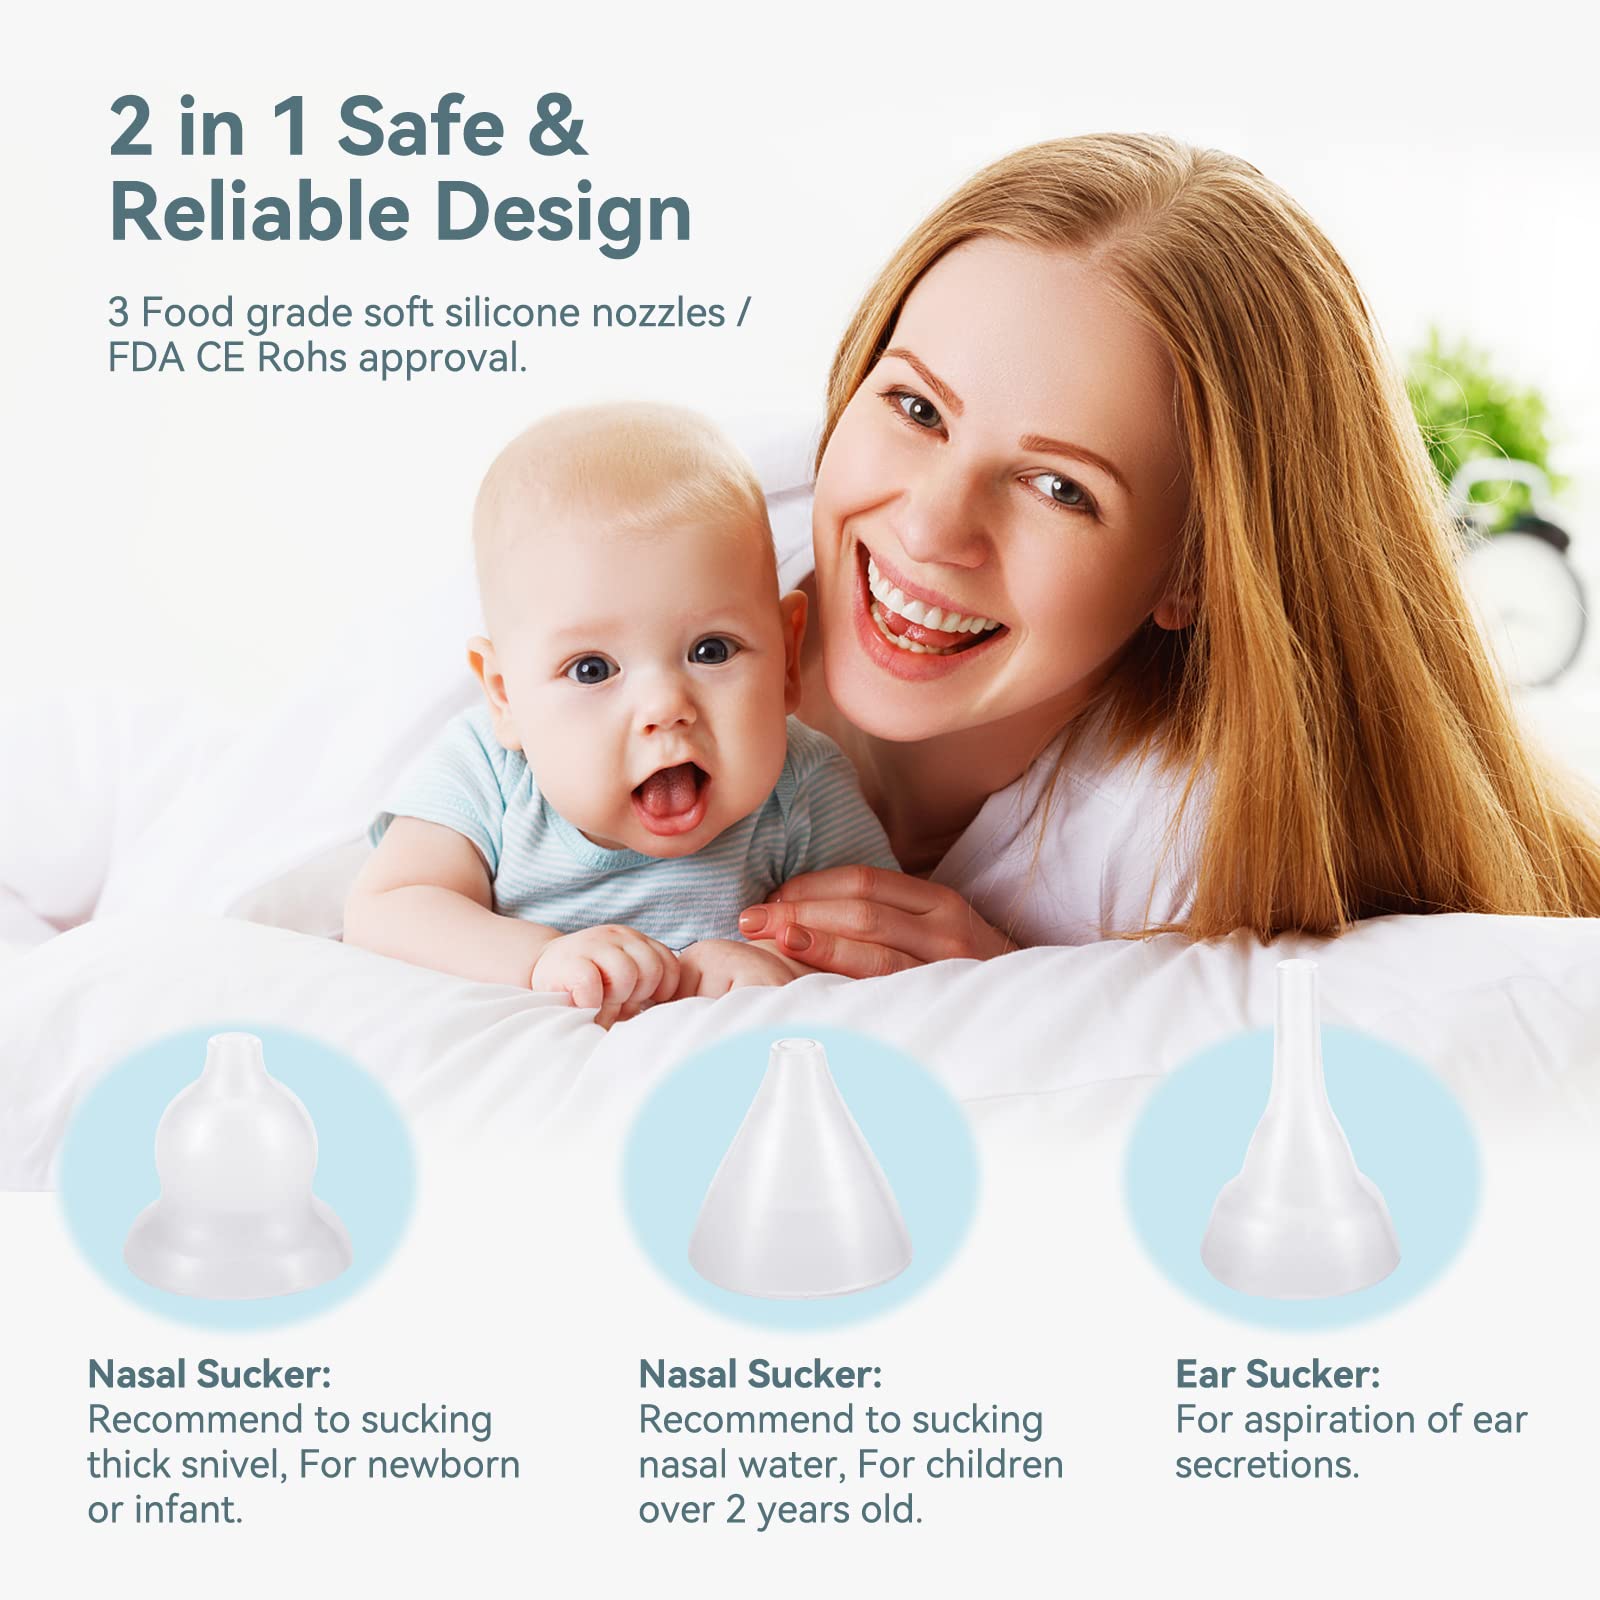 2 in 1 Safe &
Reliable Design
3 Food grade soft silicone nozzles /
FDA CE Rohs approval.
Nasal Sucker:
Recommend to sucking
thick snivel, For newborn
or infant.
Nasal Sucker:
Recommend to sucking
nasal water, For children
over 2 years old.
Ear Sucker:
For aspiration of ear
secretions.